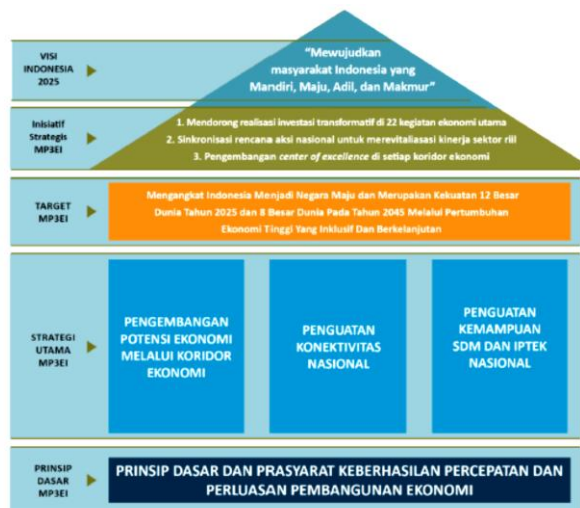 VISI
INDONESIA
2025
"Mewujudkan
masyarakat Indonesia yang
Mandiri, Maju, Adil, dan Makmur"
Inisiatif
Strategis
MP3EI
1. Mendorong realisasi investasi transformatif di 22 kegiatan ekonomi utama
2. Sinkronisasi rencana aksi nasional untuk merevitaliasasi kinerja sektor riil
3. Pengembangan center of excellence di setiap koridor ekonomi
TARGET
MP3EI
Mengangkat Indonesia Menjadi Negara Maju dan Merupakan Kekuatan 12 Besar
Dunia Tahun 2025 dan 8 Besar Dunia Pada Tahun 2045 Melalui Pertumbuhan
Ekonomi Tinggi Yang Inklusif Dan Berkelanjutan
STRATEGI
UTAMA
MP3EI
PENGEMBANGAN
POTENSI EKONOMI
MELALUI KORIDOR
EKONOMI
PENGUATAN
KONEKTIVITAS
NASIONAL
PENGUATAN
KEMAMPUAN
SDM DAN IPTEK
NASIONAL
PRINSIP
DASAR
MP3EI
PRINSIP DASAR DAN PRASYARAT KEBERHASILAN PERCEPATAN DAN
PERLUASAN PEMBANGUNAN EKONOMI